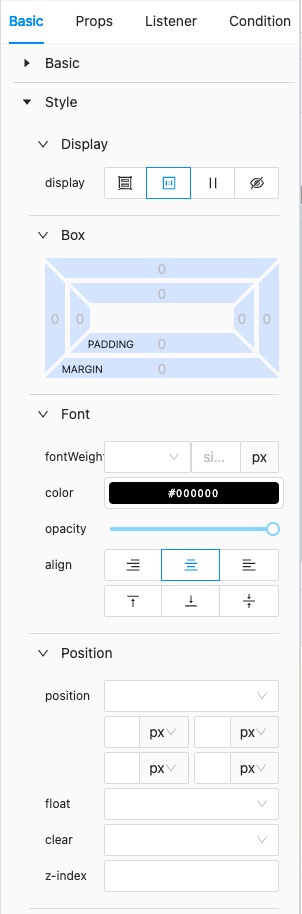 Basic Props Listener Condition
Basic
Style
Display
display
Box
0
0
0 0 0 0
PADDING 0
MARGIN 0
Font
fontWeight si... px
color #000000
opacity
align
Position
position
px px
px px
float
clear
z-index